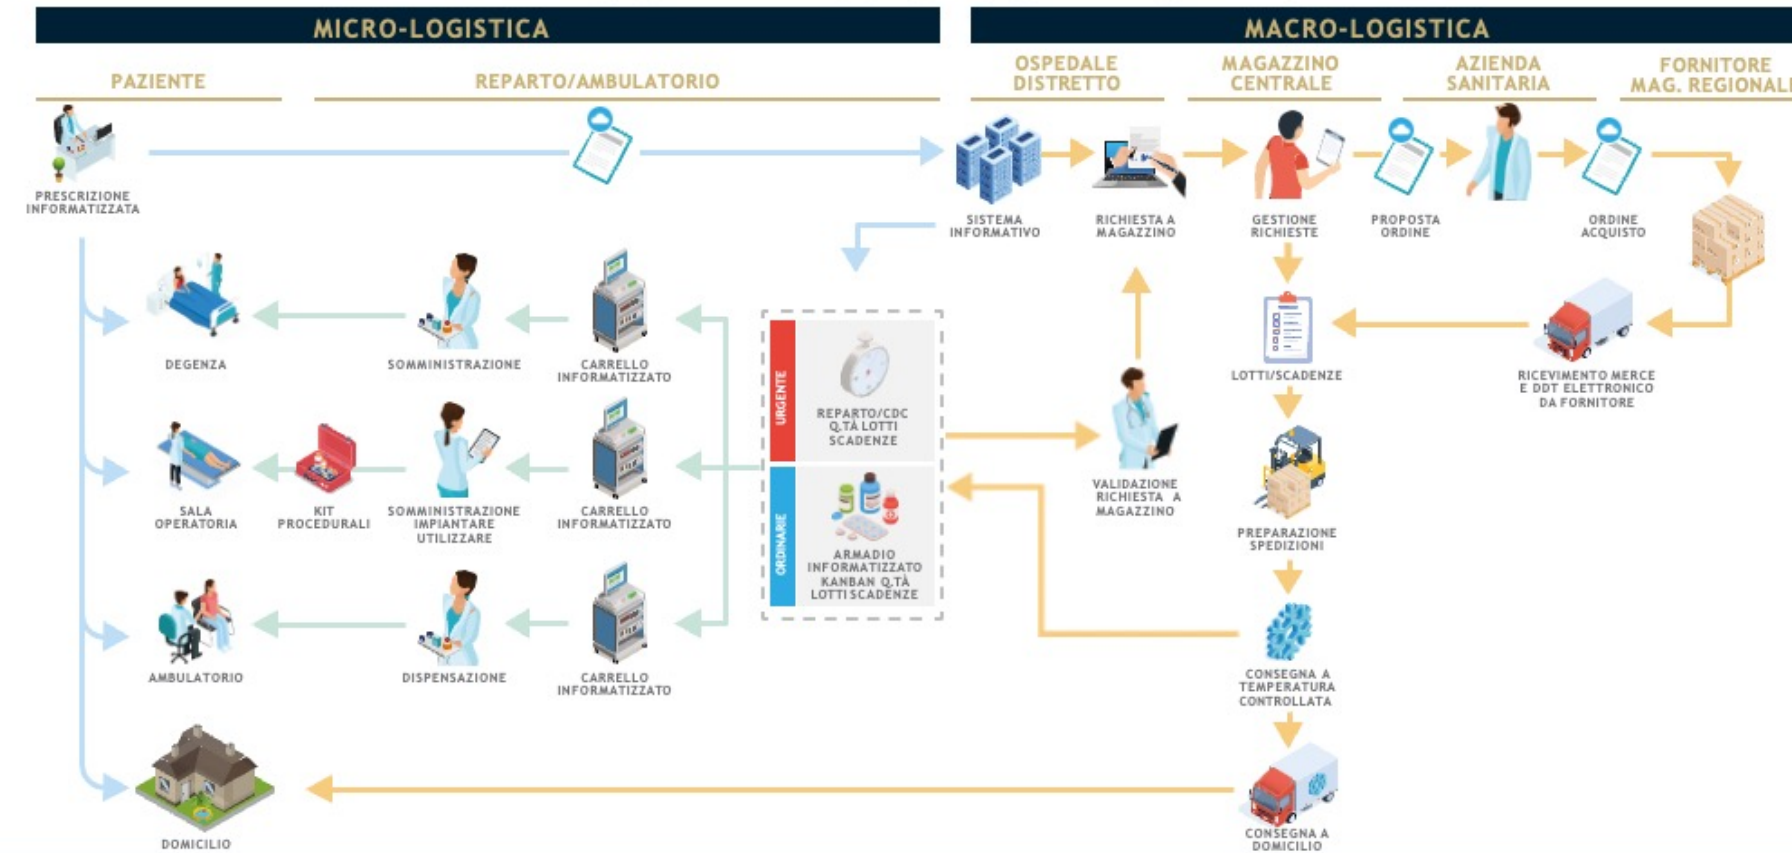 MICRO-LOGISTICA
MACRO-LOGISTICA
PAZIENTE
REPARTO/AMBULATORIO
OSPEDALE
DISTRETTO
MAGAZZINO
CENTRALE
AZIENDA
SANITARIA
FORNITORE
MAG. REGIONALE
PRESCRIZIONE
INFORMATIZZATA
SISTEMA
INFORMATIVO
RICHIESTA A
MAGAZZINO
GESTIONE
RICHIESTE
PROPOSTA
ORDINE
ORDINE
ACQUISTO
DEGENZA
SOMMINISTRAZIONE
CARRELLO
INFORMATIZZATO
URGENTE
REPARTO/CDC
Q.TÀ LOTTI
SCADENZE
LOTTI/SCADENZE
RICEVIMENTO MERCE
E DDT ELETTRONICO
DA FORNITORE
SALA
OPERATORIA
KIT
PROCEDURALI
SOMMINISTRAZIONE
IMPIANTARE
UTILIZZARE
CARRELLO
INFORMATIZZATO
ORDINARIE
ARMADIO
INFORMATIZZATO
KANBAN Q.TÀ
LOTTI SCADENZE
VALIDAZIONE
RICHIESTA A
MAGAZZINO
PREPARAZIONE
SPEDIZIONI
AMBULATORIO
DISPENSAZIONE
CARRELLO
INFORMATIZZATO
CONSEGNA A
TEMPERATURA
CONTROLLATA
DOMICILIO
CONSEGNA A
DOMICILIO